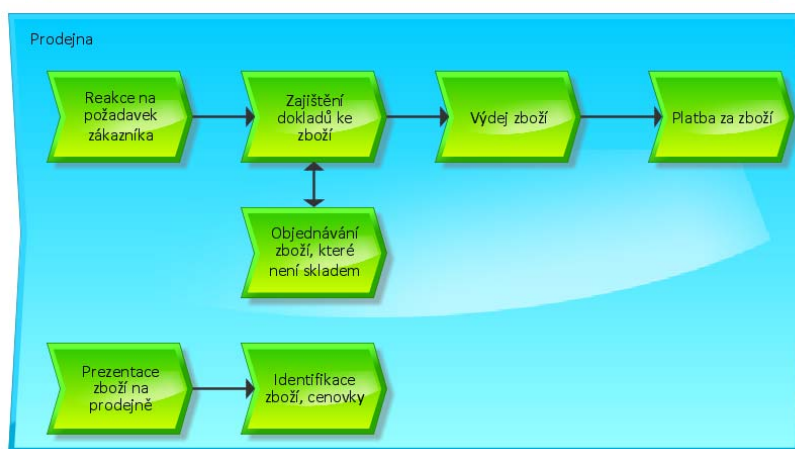 Prodejna
Reakce na
požadavek
zákazníka
Zajištění
dokladů ke
zboží
Výdej zboží
Platba za zboží
Objednávání
zboží, které
není skladem
Prezentace
zboží na
prodejně
Identifikace
zboží, cenovky